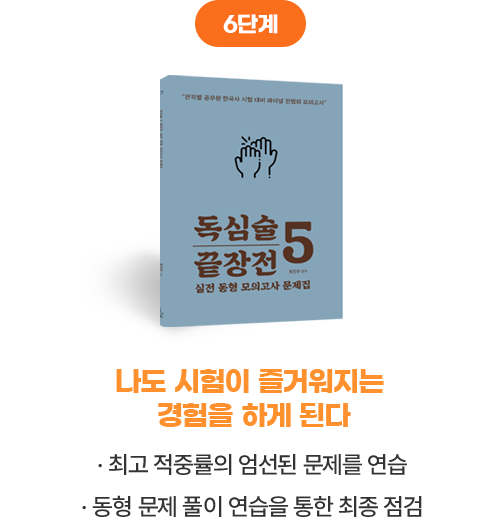 6단계
"전직별 공무원 한국사 시험 대비 파이널 전범위 모의고사"
독심술
끝장전 5
실전 동형 모의고사 문제집
나도 시험이 즐거워지는
경험을 하게 된다
· 최고 적중률의 엄선된 문제를 연습
· 동형 문제 풀이 연습을 통한 최종 점검